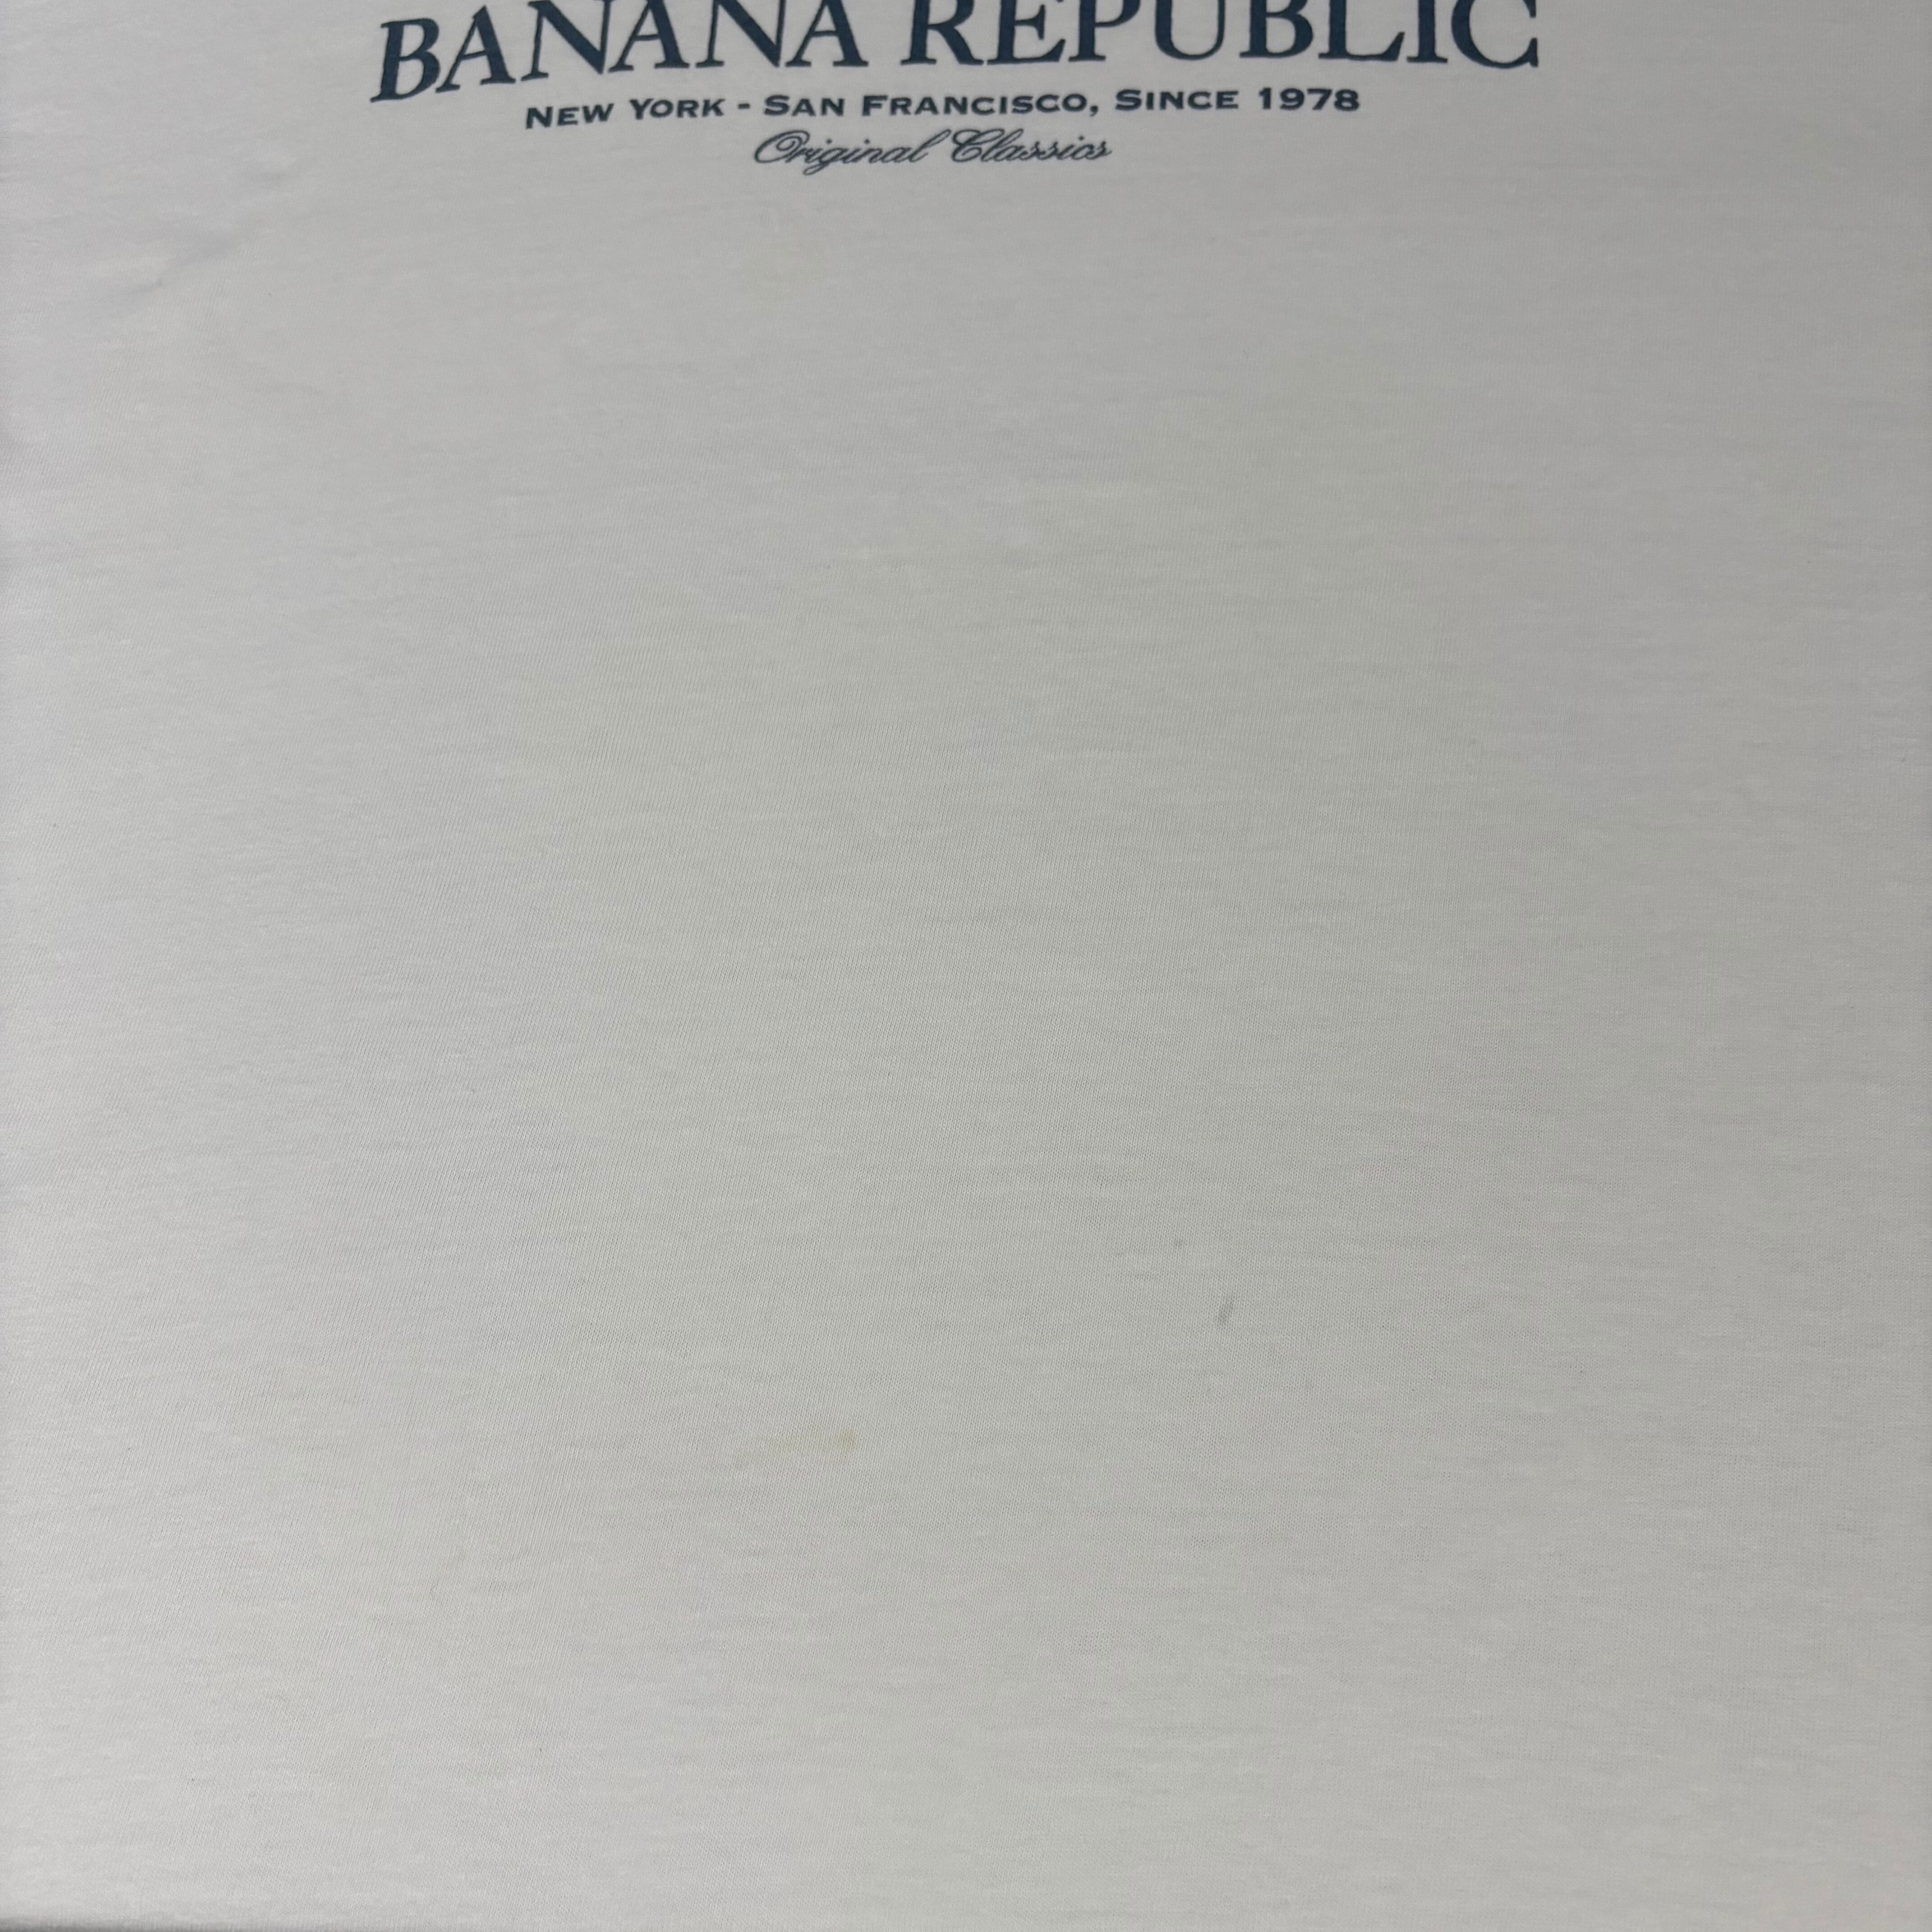 BANANA REPUBLIC
NEW YORK - SAN FRANCISCO, SINCE 1978
Original Classics